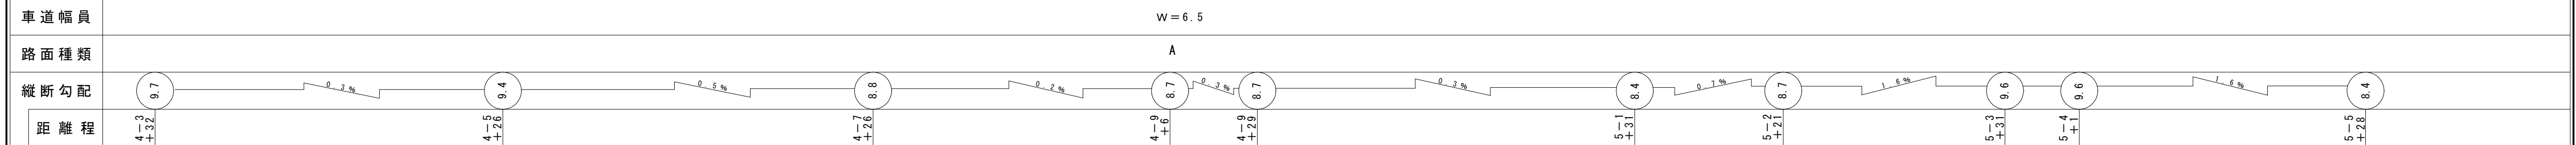 車道幅員 W=6.5
路面種類 A
縦断勾配 9.7 0.3% 9.4 0.5% 8.8 0.2% 8.7 0.3% 8.7 0.3% 8.4 0.7% 8.7 1.6% 9.6 9.6 1.6% 8.4
距離程 4-3 4-5 4-7 4-9 4-9 5-1 5-2 5-3 5-4 5-5
+32 +26 +26 +6 +29 +31 +21 +31 +1 +28